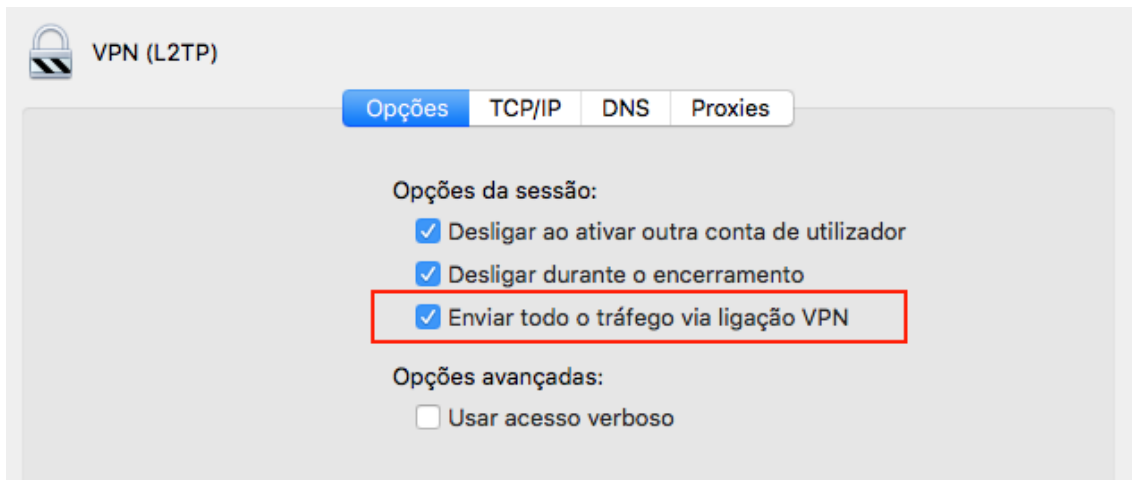 VPN (L2TP)
Opções TCP/IP DNS Proxies
Opções da sessão:
Desligar ao ativar outra conta de utilizador
Desligar durante o encerramento
Enviar todo o tráfego via ligação VPN
Opções avançadas:
Usar acesso verboso